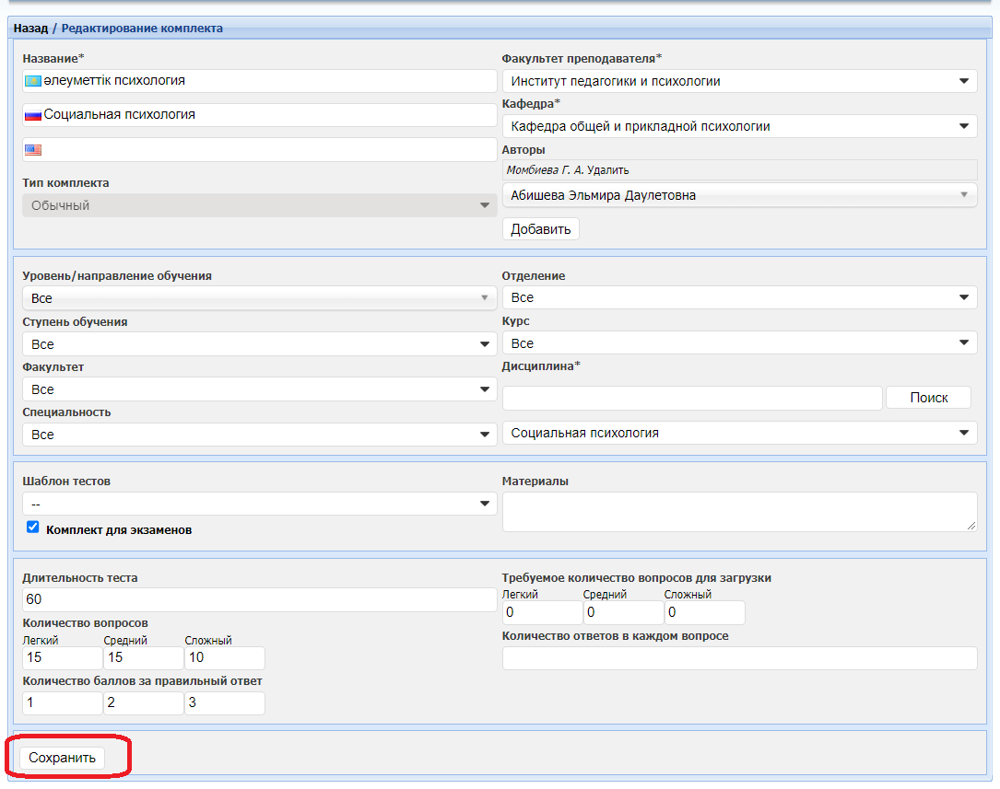 Назад / Редактирование комплекта
Название*
әлеуметтік психология
Социальная психология
Тип комплекта
Обычный
Факультет преподавателя*
Институт педагогики и психологии
Кафедра*
Кафедра общей и прикладной психологии
Авторы
Момбиева Г. А. Удалить
Абишева Эльмира Даулетовна
Добавить
Уровень/направление обучения
Все
Ступень обучения
Все
Факультет
Все
Специальность
Все
Отделение
Все
Курс
Все
Дисциплина*
Поиск
Социальная психология
Шаблон тестов
--
Комплект для экзаменов
Материалы
Длительность теста
60
Количество вопросов
Легкий Средний Сложный
15 15 10
Количество баллов за правильный ответ
1 2 3
Требуемое количество вопросов для загрузки
Легкий Средний Сложный
0 0 0
Количество ответов в каждом вопросе
Сохранить